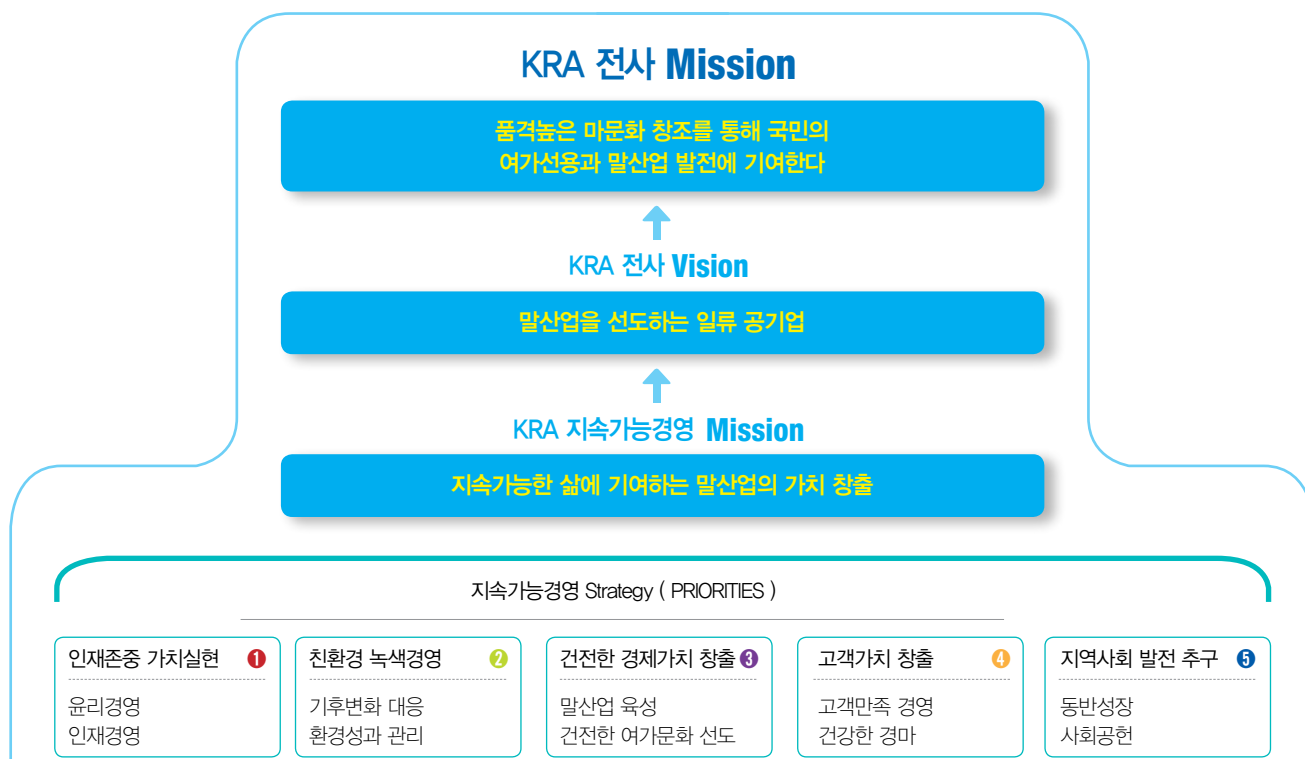 KRA 전사 Mission
품격높은 마문화 창조를 통해 국민의
여가선용과 말산업 발전에 기여한다
KRA 전사 Vision
말산업을 선도하는 일류 공기업
KRA 지속가능경영 Mission
지속가능한 삶에 기여하는 말산업의 가치 창출
지속가능경영 Strategy ( PRIORITIES )
인재존중 가치실현 ❶
윤리경영
인재경영
친환경 녹색경영 ❷
기후변화 대응
환경성과 관리
건전한 경제가치 창출 ❸
말산업 육성
건전한 여가문화 선도
고객가치 창출 ❹
고객만족 경영
건강한 경마
지역사회 발전 추구 ❺
동반성장
사회공헌